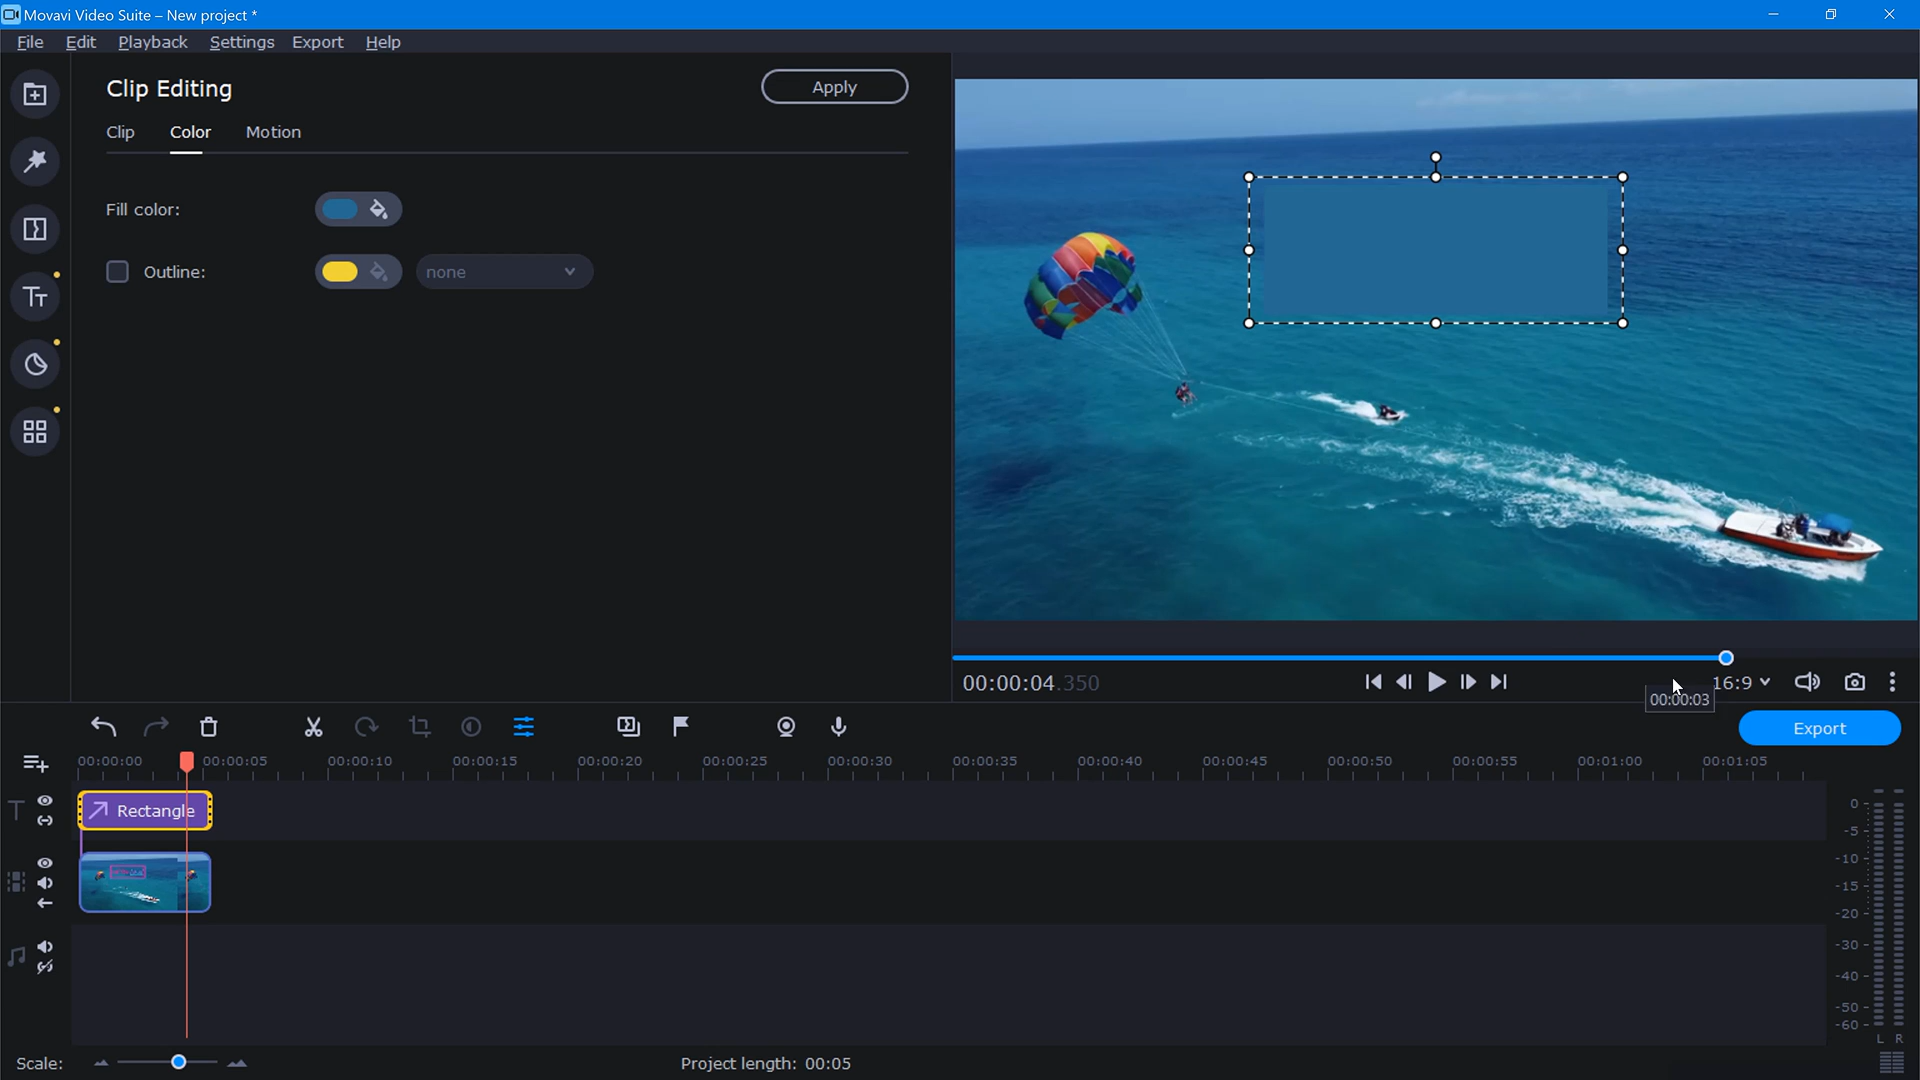 Movavi Video Suite – New project *
File Edit Playback Settings Export Help
Clip Editing
Apply
Clip Color Motion
Fill color:
Outline:
none
00:00:04.350
16:9
00:00:03
Export
00:00:00 00:00:05 00:00:10 00:00:15 00:00:20 00:00:25 00:00:30 00:00:35 00:00:40 00:00:45 00:00:50 00:00:55 00:01:00 00:01:05
Rectangle
0
-5
-10
-15
-20
-30
-40
-50
-60
L R
Scale:
Project length: 00:05